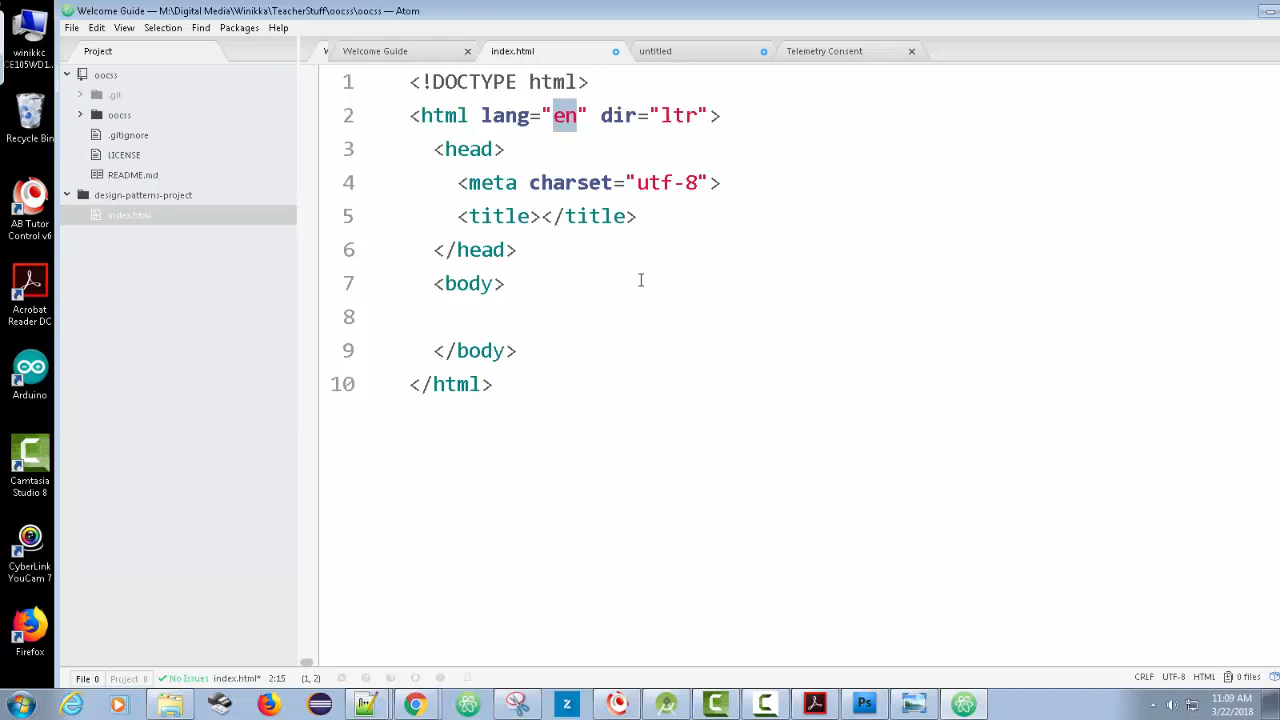 Welcome Guide — M:\Digital Media\Winikka\TeacherStuff\oocss\oocss — Atom
File Edit View Selection Find Packages Help
Project
Welcome Guide
index.html
untitled
Telemetry Consent
oocss
.git
oocss
.gitignore
LICENSE
README.md
design-patterns-project
index.html
1 <!DOCTYPE html>
2 <html lang="en" dir="ltr">
3 <head>
4 <meta charset="utf-8">
5 <title></title>
6 </head>
7 <body>
8
9 </body>
10 </html>
winikkc
CE105WD1...
Recycle Bin
AB Tutor
Control v6
Acrobat
Reader DC
Arduino
Camtasia
Studio 8
CyberLink
YouCam 7
Firefox
File 0 Project 0 No Issues index.html* 2:15 (1, 2)
CRLF UTF-8 HTML 0 files
11:09 AM
3/22/2018